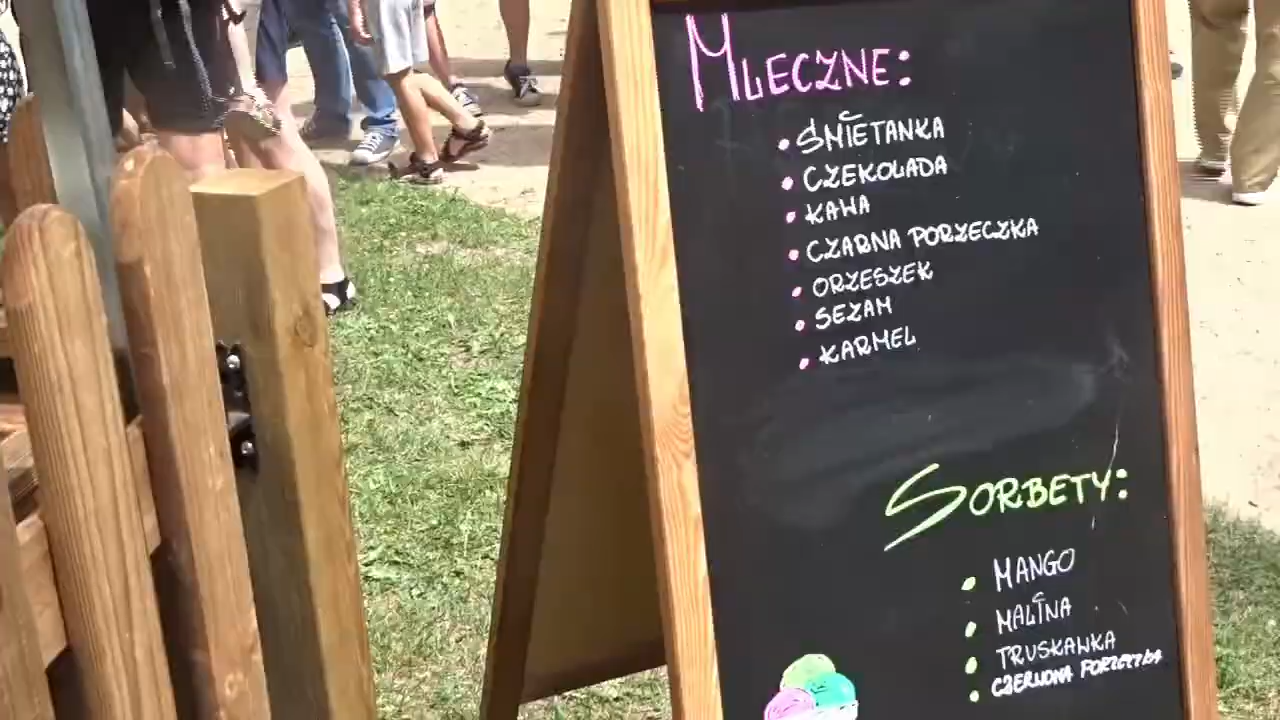 MLECZNE:
• ŚMIETANKA
• CZEKOLADA
• KAWA
• CZARNA PORZECZKA
• ORZESZEK
• SEZAM
• KARMEL
SORBETY:
• MANGO
• MALINA
• TRUSKAWKA
• CZERWONA PORZECZKA